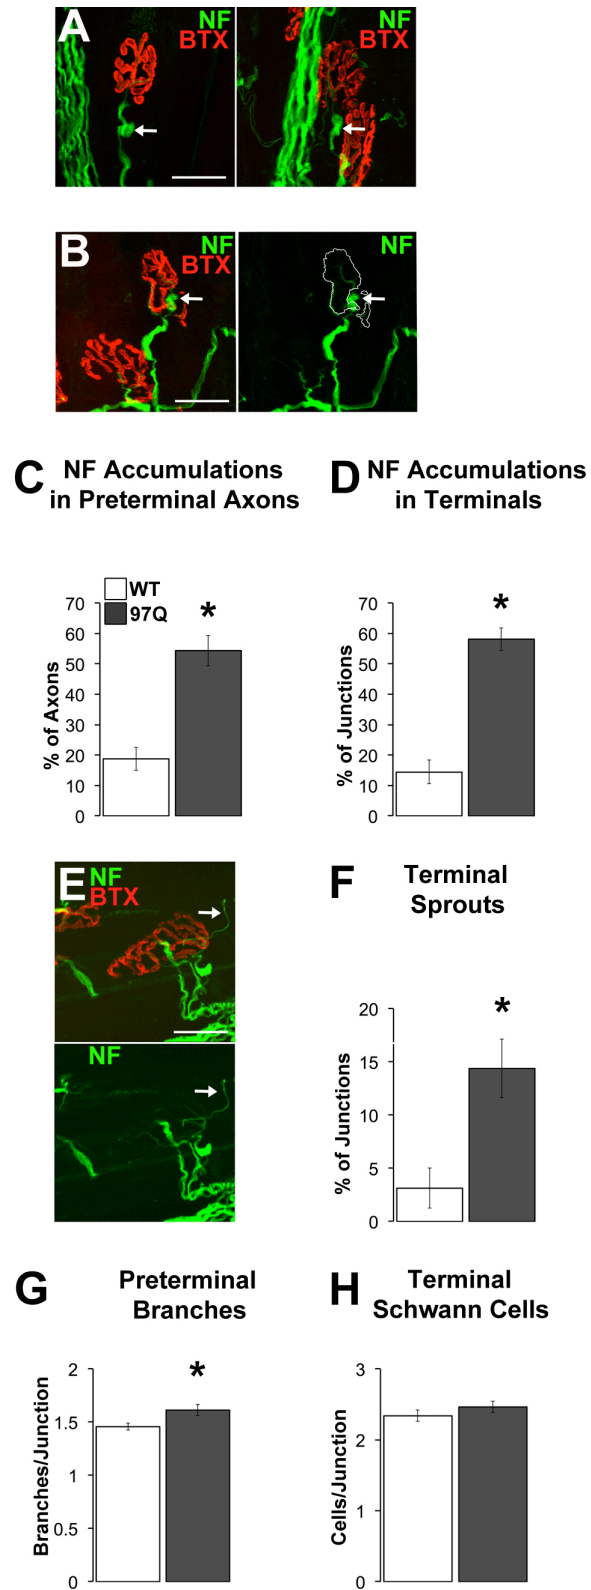 A NF NF
BTX BTX
B NF NF
BTX
C NF Accumulations
in Preterminal Axons
D NF Accumulations
in Terminals
WT
97Q
70
60
50
40
30
20
10
0
% of Axons
*
70
60
50
40
30
20
10
0
% of Junctions
*
E NF
BTX
NF
F Terminal
Sprouts
20
15
10
5
0
% of Junctions
*
G Preterminal
Branches
2
1.5
1
0.5
0
Branches/Junction
*
H Terminal
Schwann Cells
3
2
1
0
Cells/Junction